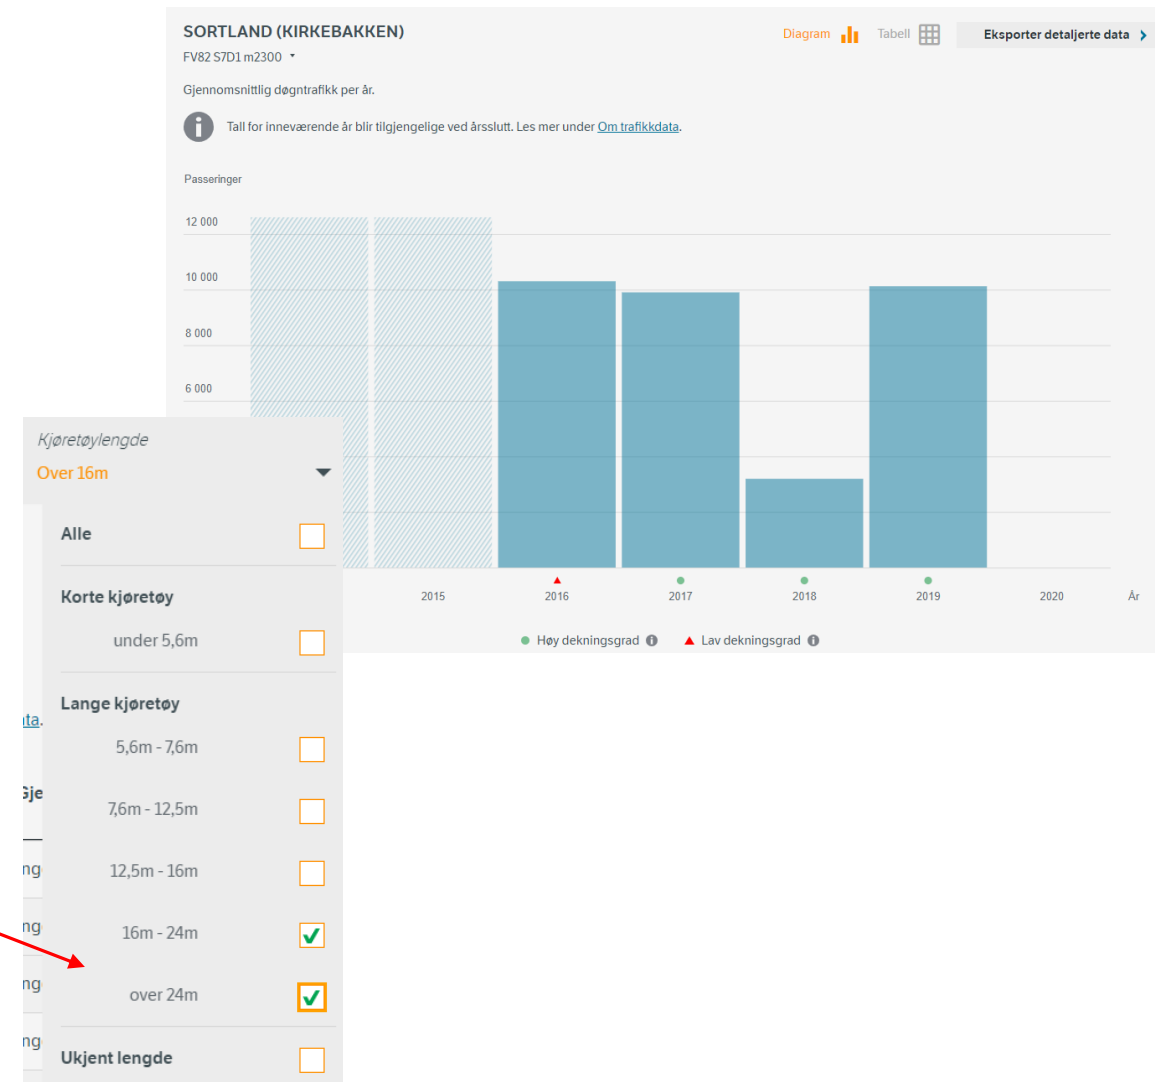 SORTLAND (KIRKEBAKKEN)
Diagram
Tabell
Eksporter detaljerte data
FV82 S7D1 m2300
Gjennomsnittlig døgntrafikk per år.
Tall for inneværende år blir tilgjengelige ved årsslutt. Les mer under Om trafikkdata.
Passeringer
12 000
10 000
8 000
6 000
2015 2016 2017 2018 2019 2020 År
Høy dekningsgrad Lav dekningsgrad
Kjøretøylengde
Over 16m
Alle
Korte kjøretøy
under 5,6m
Lange kjøretøy
5,6m - 7,6m
7,6m - 12,5m
12,5m - 16m
16m - 24m
over 24m
Ukjent lengde